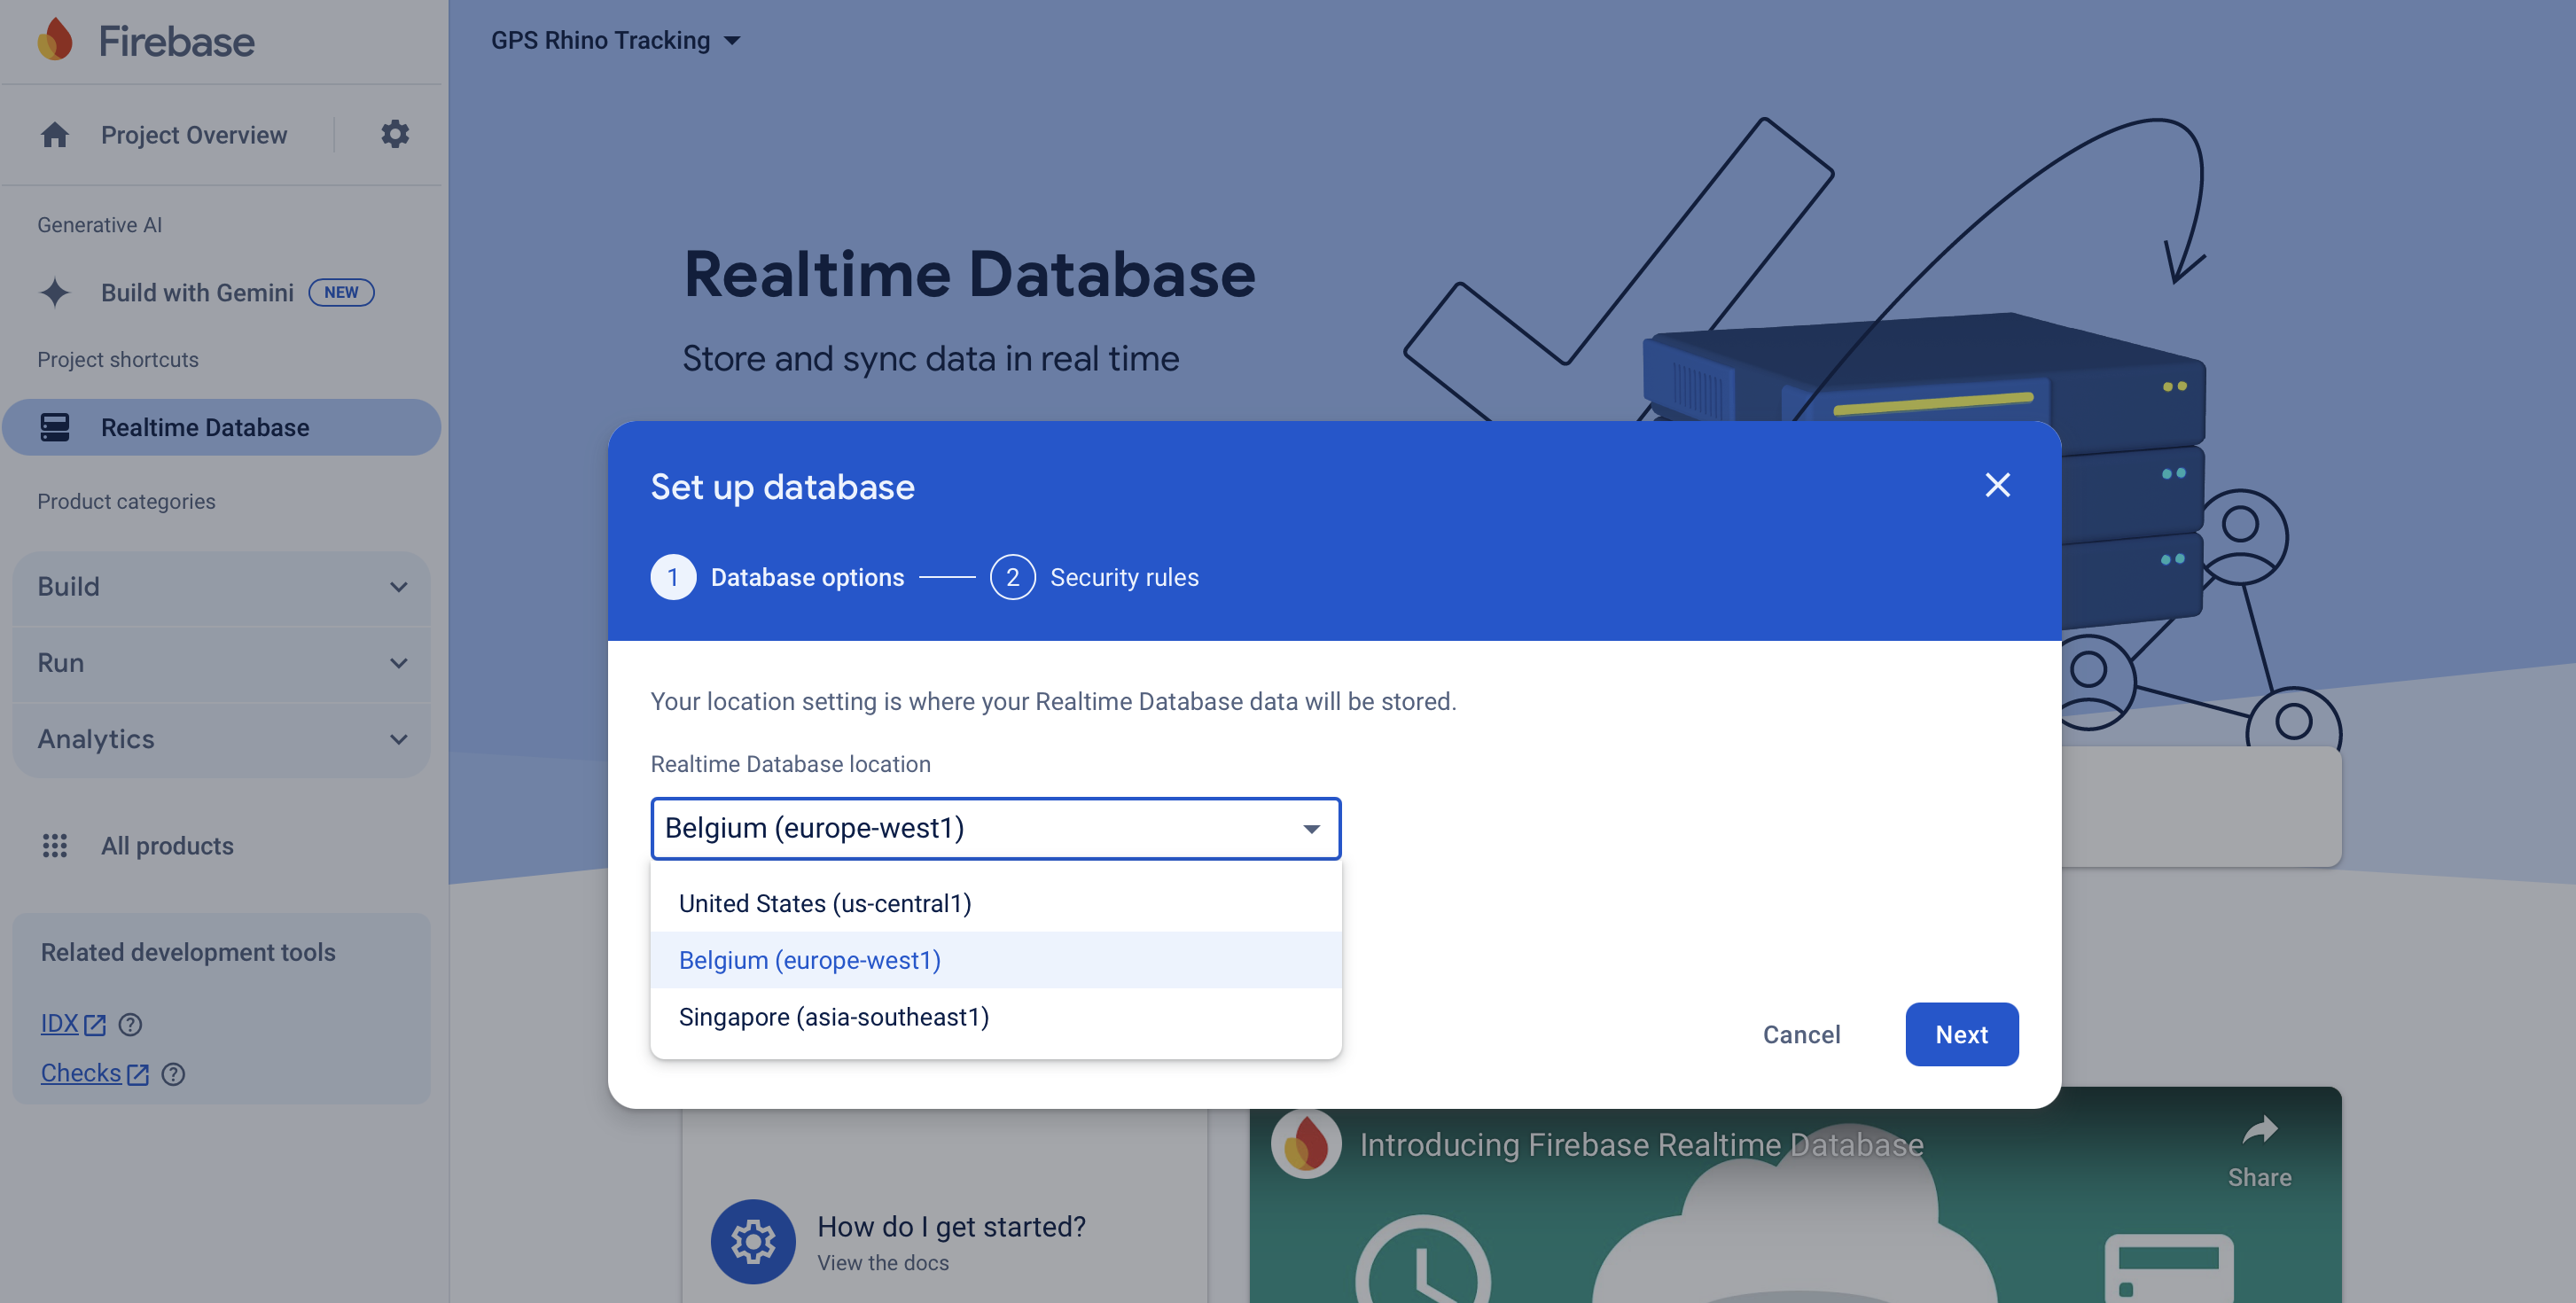 Firebase
GPS Rhino Tracking
Project Overview
Generative AI
Build with Gemini NEW
Project shortcuts
Realtime Database
Product categories
Build
Run
Analytics
All products
Related development tools
IDX
Checks
Realtime Database
Store and sync data in real time
Set up database
1 Database options 2 Security rules
Your location setting is where your Realtime Database data will be stored.
Realtime Database location
Belgium (europe-west1)
United States (us-central1)
Belgium (europe-west1)
Singapore (asia-southeast1)
Cancel Next
How do I get started?
View the docs
Introducing Firebase Realtime Database
Share